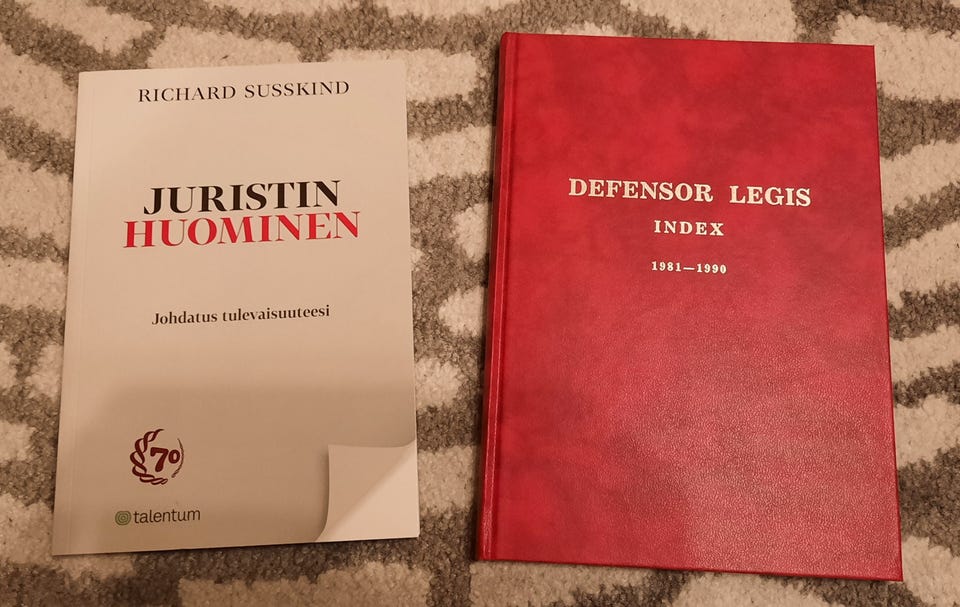 RICHARD SUSSKIND
JURISTIN
HUOMINEN
Johdatus tulevaisuuteesi
70
talentum
DEFENSOR LEGIS
INDEX
1981—1990